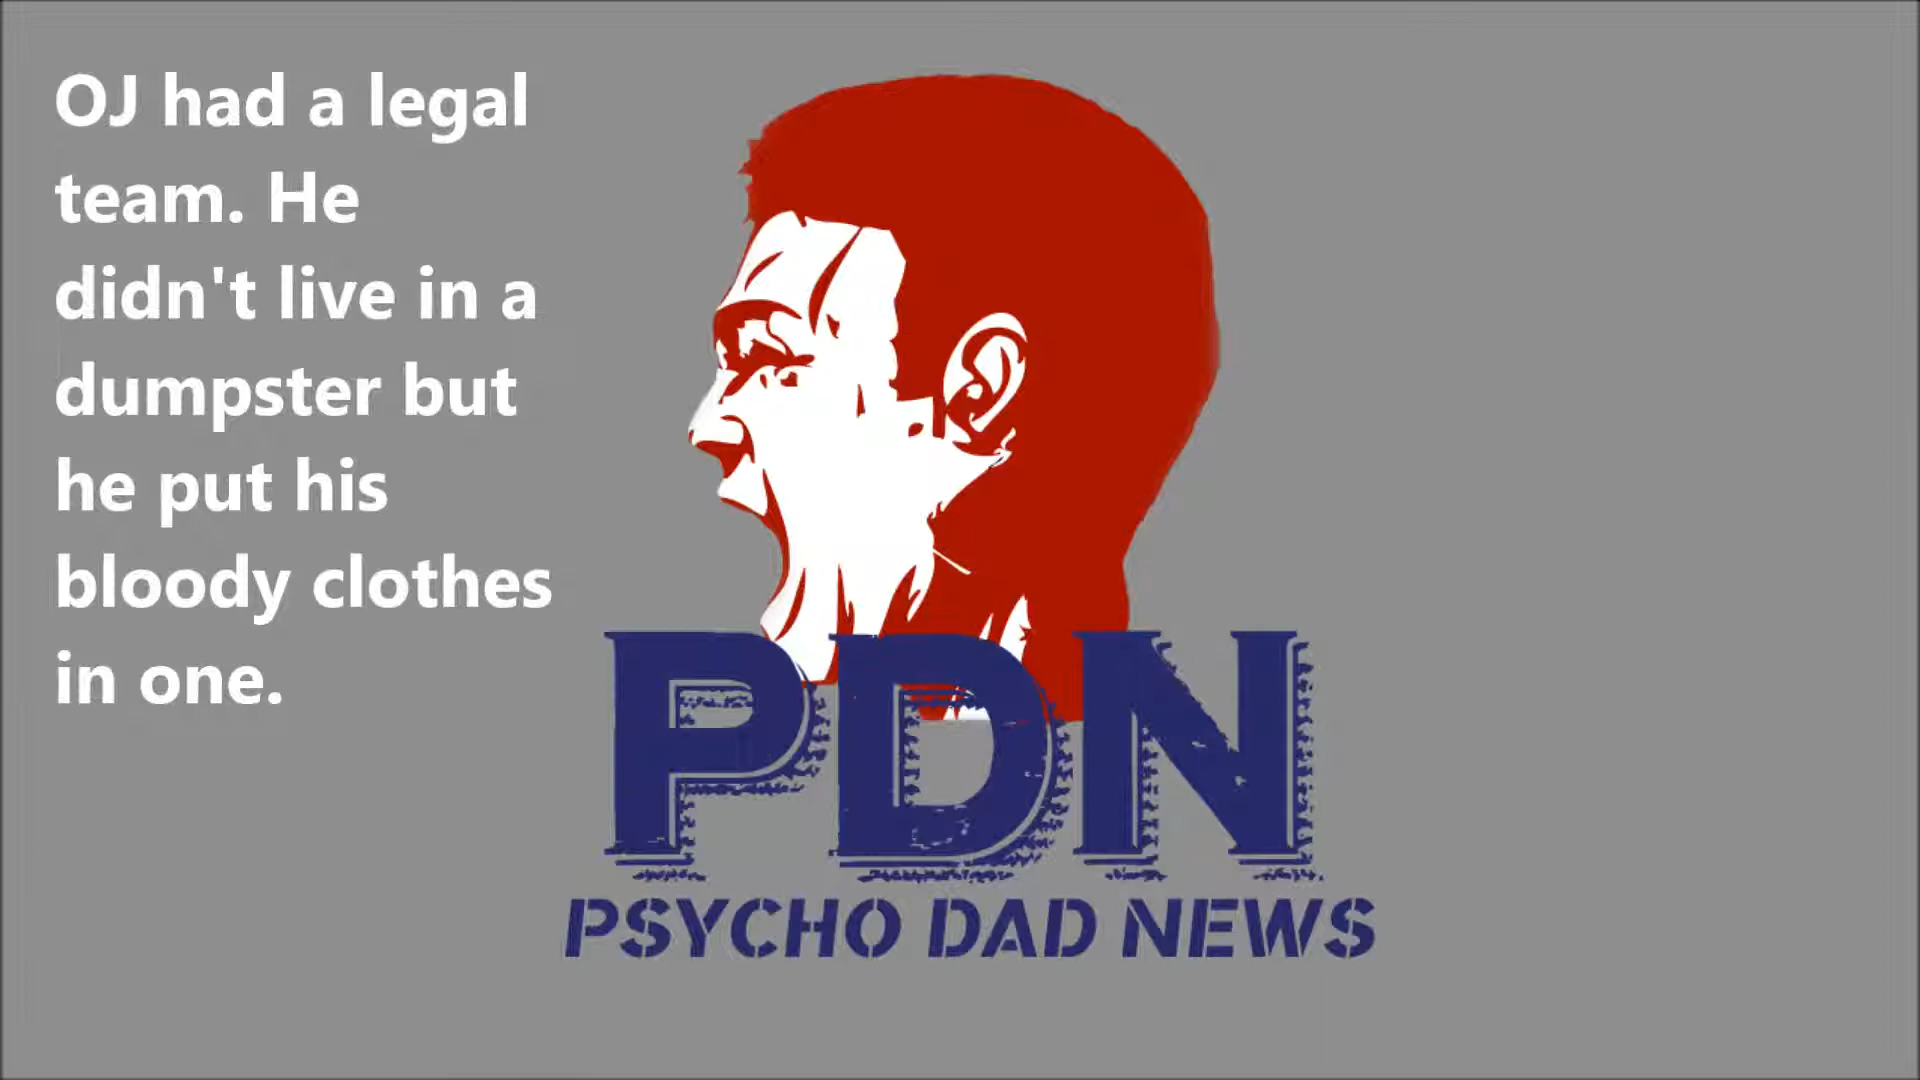 OJ had a legal
team. He
didn't live in a
dumpster but
he put his
bloody clothes
in one.
PDN
PSYCHO DAD NEWS